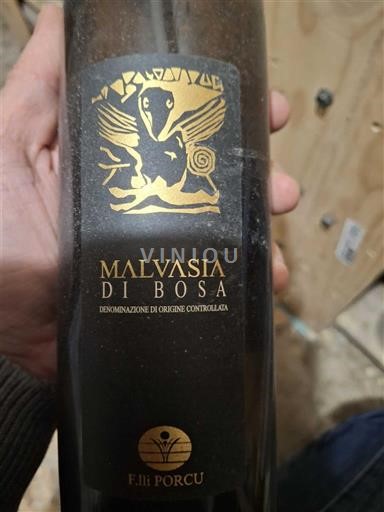 VINIOU
MALVASIA
DI BOSA
DENOMINAZIONE DI ORIGINE CONTROLLATA
F.lli PORCU